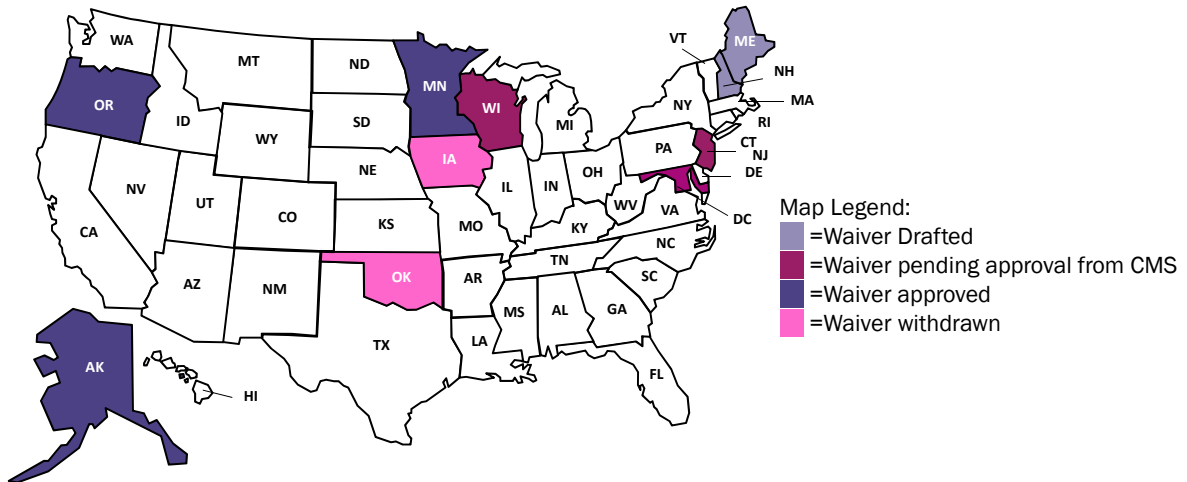 WA
MT
ND
MN
VT
ME
NH
MA
RI
CT
NJ
DE
DC
OR
ID
WY
SD
WI
MI
NY
PA
IA
NE
NV
UT
CO
CA
KS
IL
IN
OH
WV
VA
MO
KY
NC
TN
SC
AZ
NM
OK
AR
MS
AL
GA
LA
TX
FL
AK
HI
Map Legend:
=Waiver Drafted
=Waiver pending approval from CMS
=Waiver approved
=Waiver withdrawn